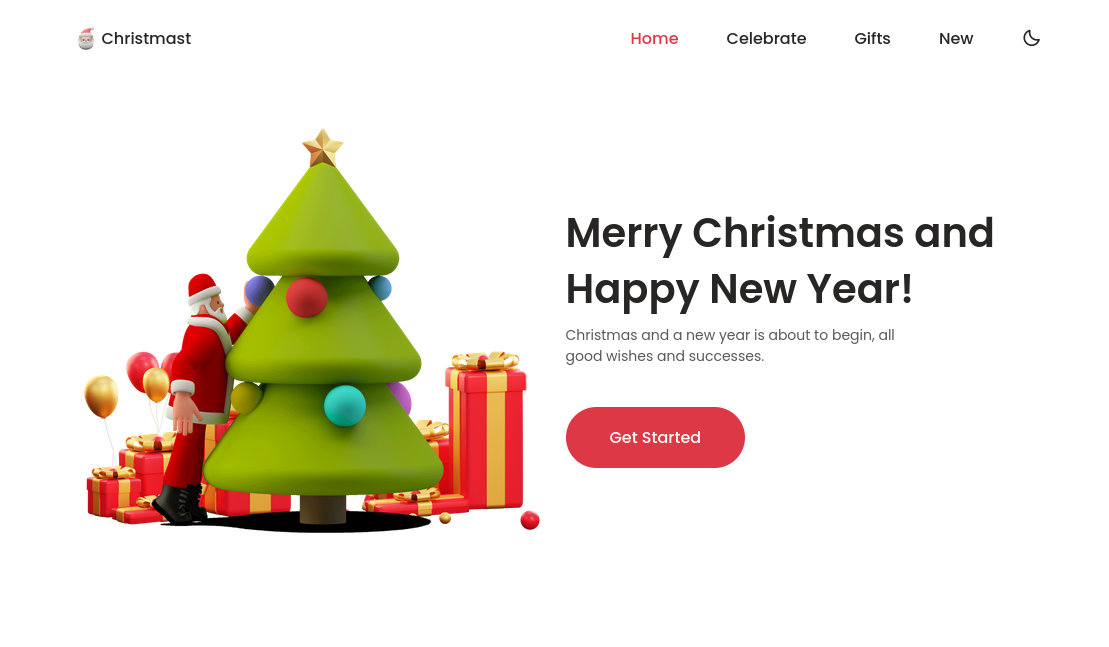 Christmast
Home
Celebrate
Gifts
New
Merry Christmas and
Happy New Year!
Christmas and a new year is about to begin, all
good wishes and successes.
Get Started